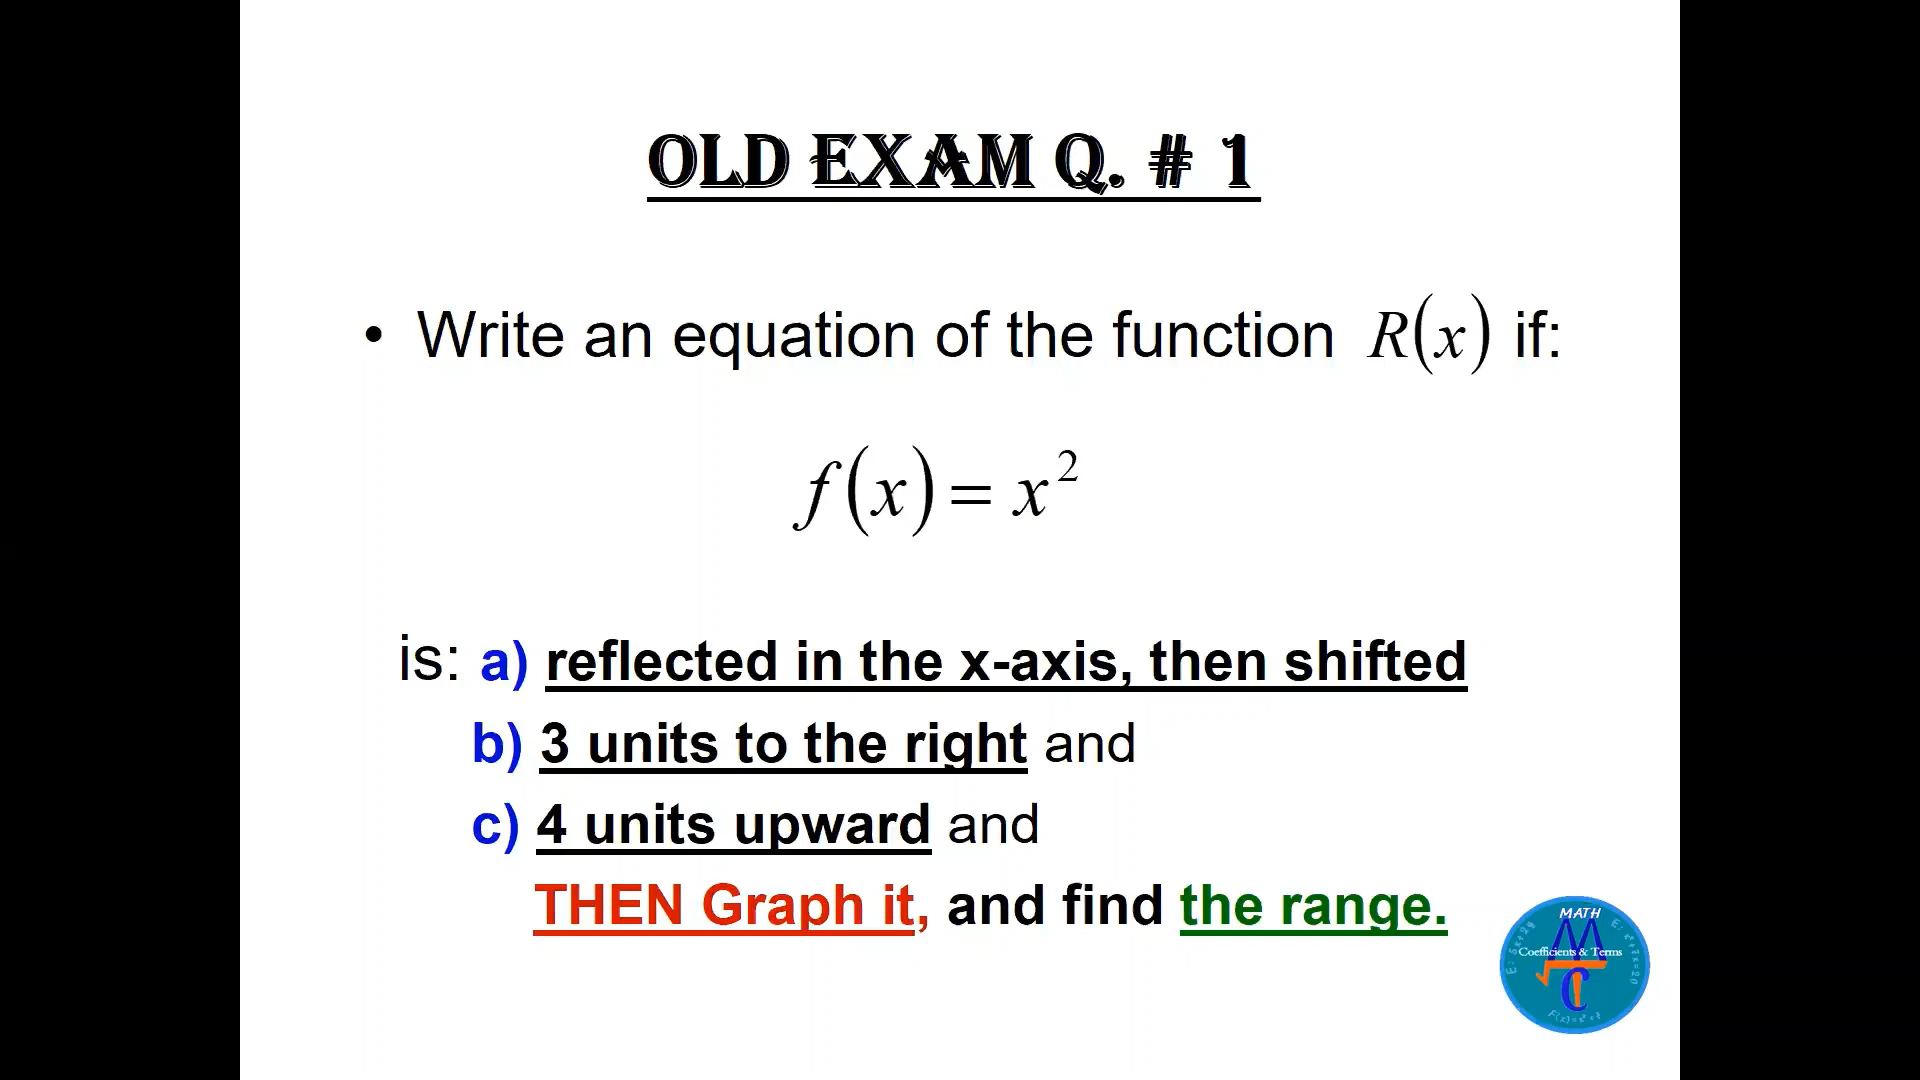 OLD EXAM Q. # 1
• Write an equation of the function R(x) if:
f(x) = x²
is: a) reflected in the x-axis, then shifted
b) 3 units to the right and
c) 4 units upward and
THEN Graph it, and find the range.
MATH
Coefficients & Terms